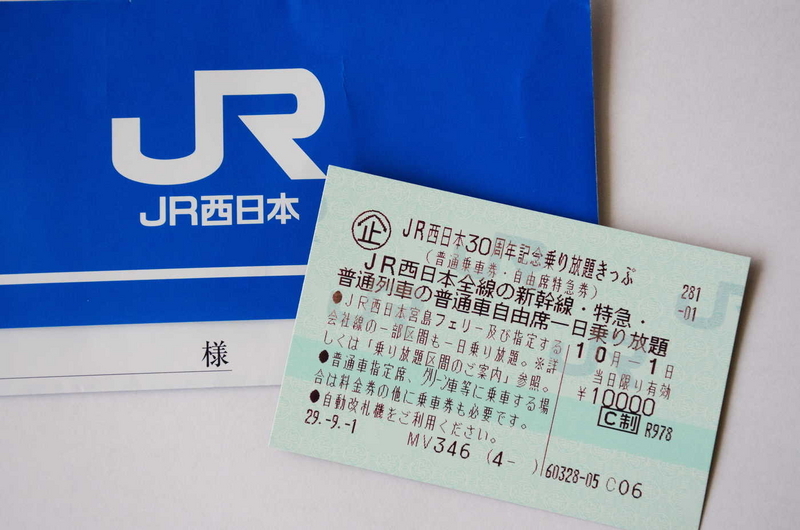 JR
JR西日本
様
企 JR西日本30周年記念乗り放題きっぷ
(普通乗車券・自由席特急券)
281
-01
JR西日本全線の新幹線・特急・
普通列車の普通車自由席一日乗り放題
●JR西日本宮島フェリー及び指定する
会社線の一部区間も一日乗り放題。※詳
しくは「乗り放題区間のご案内」参照。
●普通車指定席、グリーン車等に乗車する場
合は料金券の他に乗車券も必要です。
●自動改札機をご利用ください。
10月-1日
当日限り有効
¥10000
C制 R978
29.-9.-1
MV346 (4- )
60328-05 C06